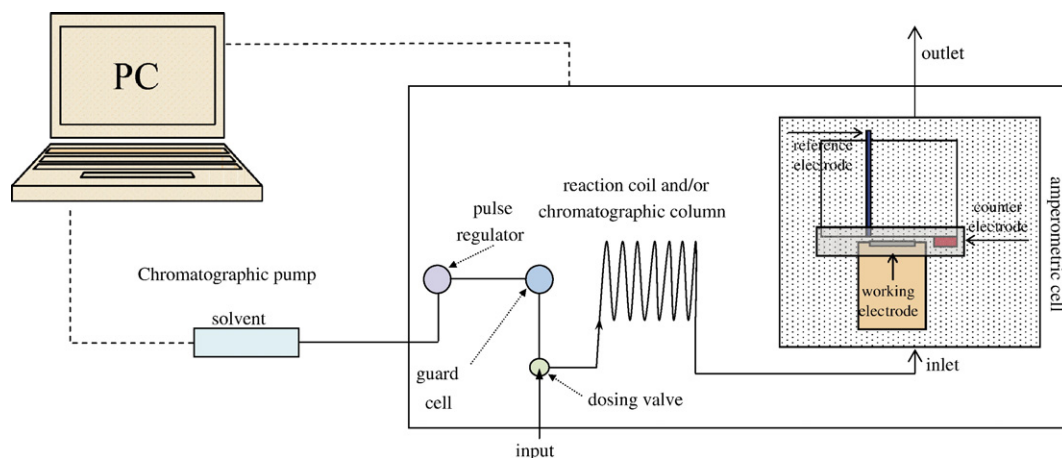 PC
outlet
reference
electrode
reaction coil and/or
chromatographic column
pulse
regulator
counter
electrode
amperometric cell
Chromatographic pump
working
electrode
solvent
inlet
guard
cell
dosing valve
input